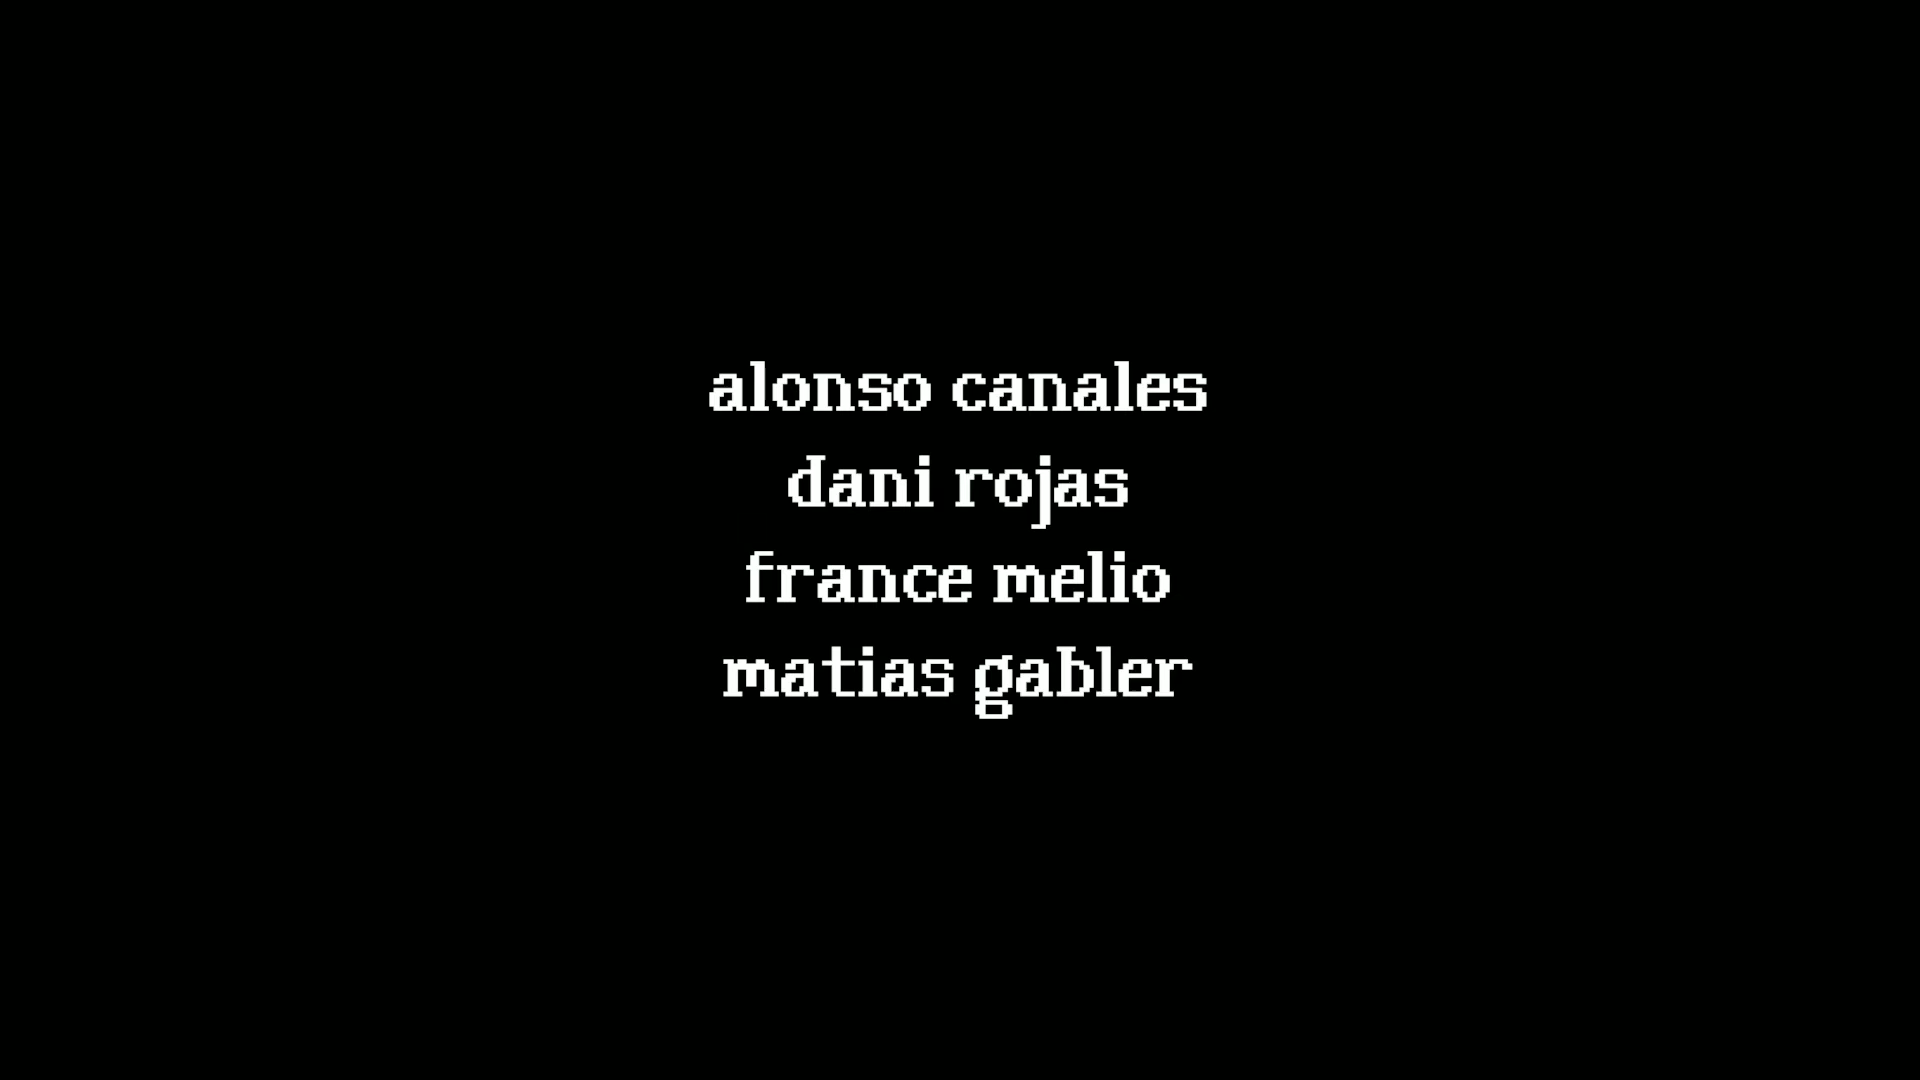 alonso canales
dani rojas
france melio
matias gabler